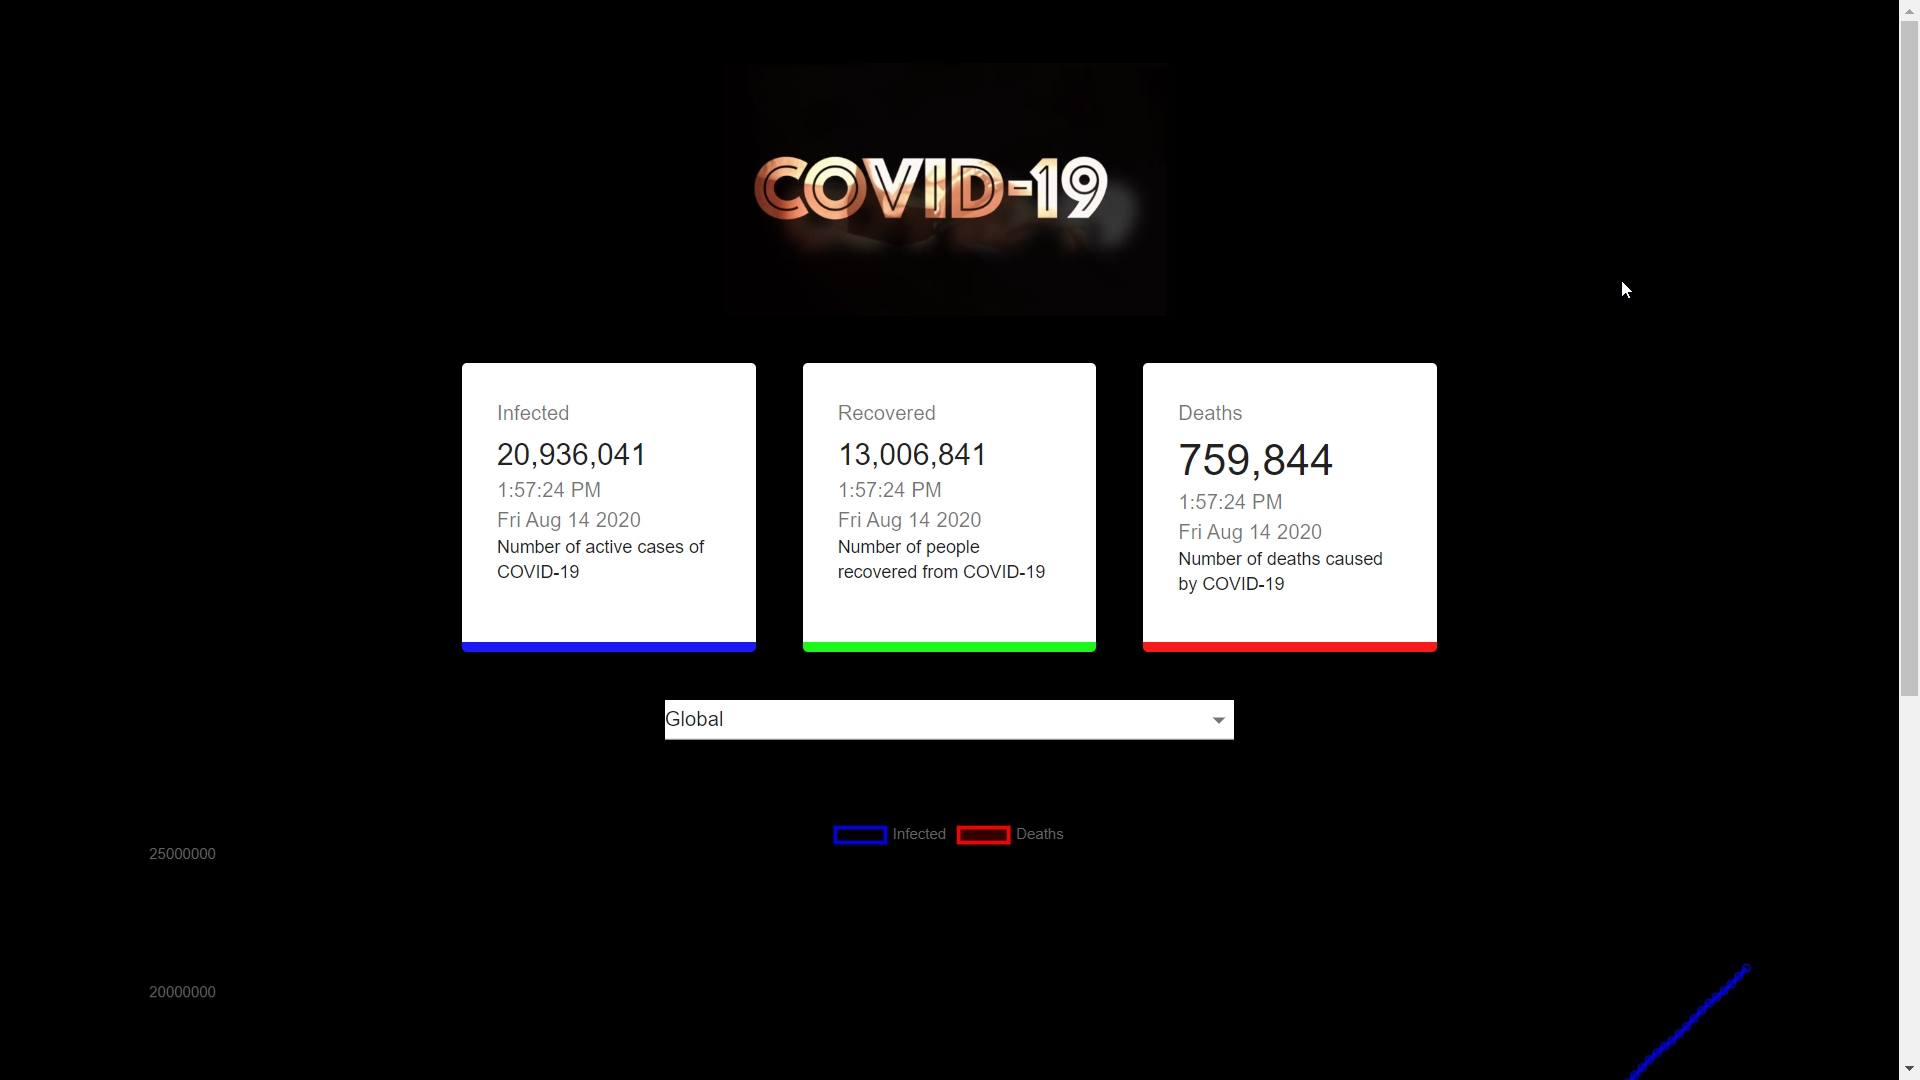 COVID-19
Infected
20,936,041
1:57:24 PM
Fri Aug 14 2020
Number of active cases of
COVID-19
Recovered
13,006,841
1:57:24 PM
Fri Aug 14 2020
Number of people
recovered from COVID-19
Deaths
759,844
1:57:24 PM
Fri Aug 14 2020
Number of deaths caused
by COVID-19
Global
Infected
Deaths
25000000
20000000